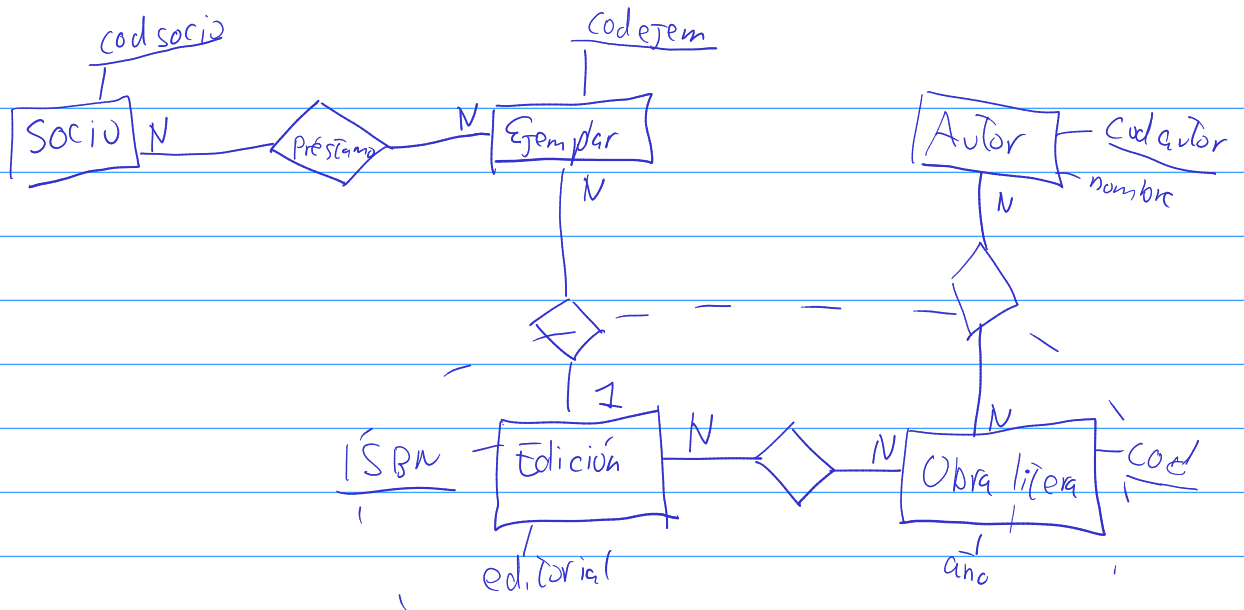 codsocio
codejem
Socio
N
Préstamo
N
Ejemplar
Autor
codautor
nombre
N
N
1
N
ISBN
Edición
N
N
Obra litera
cod
editorial
año